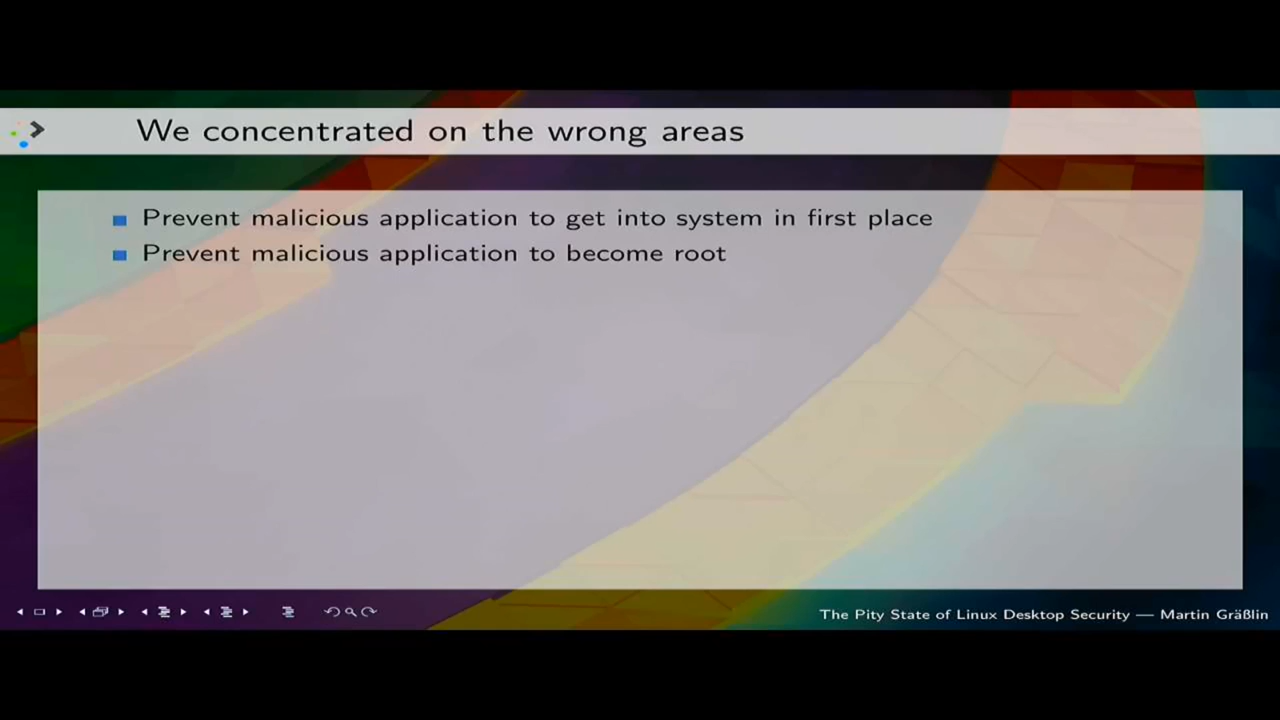 We concentrated on the wrong areas
Prevent malicious application to get into system in first place
Prevent malicious application to become root
The Pity State of Linux Desktop Security — Martin Gräßlin